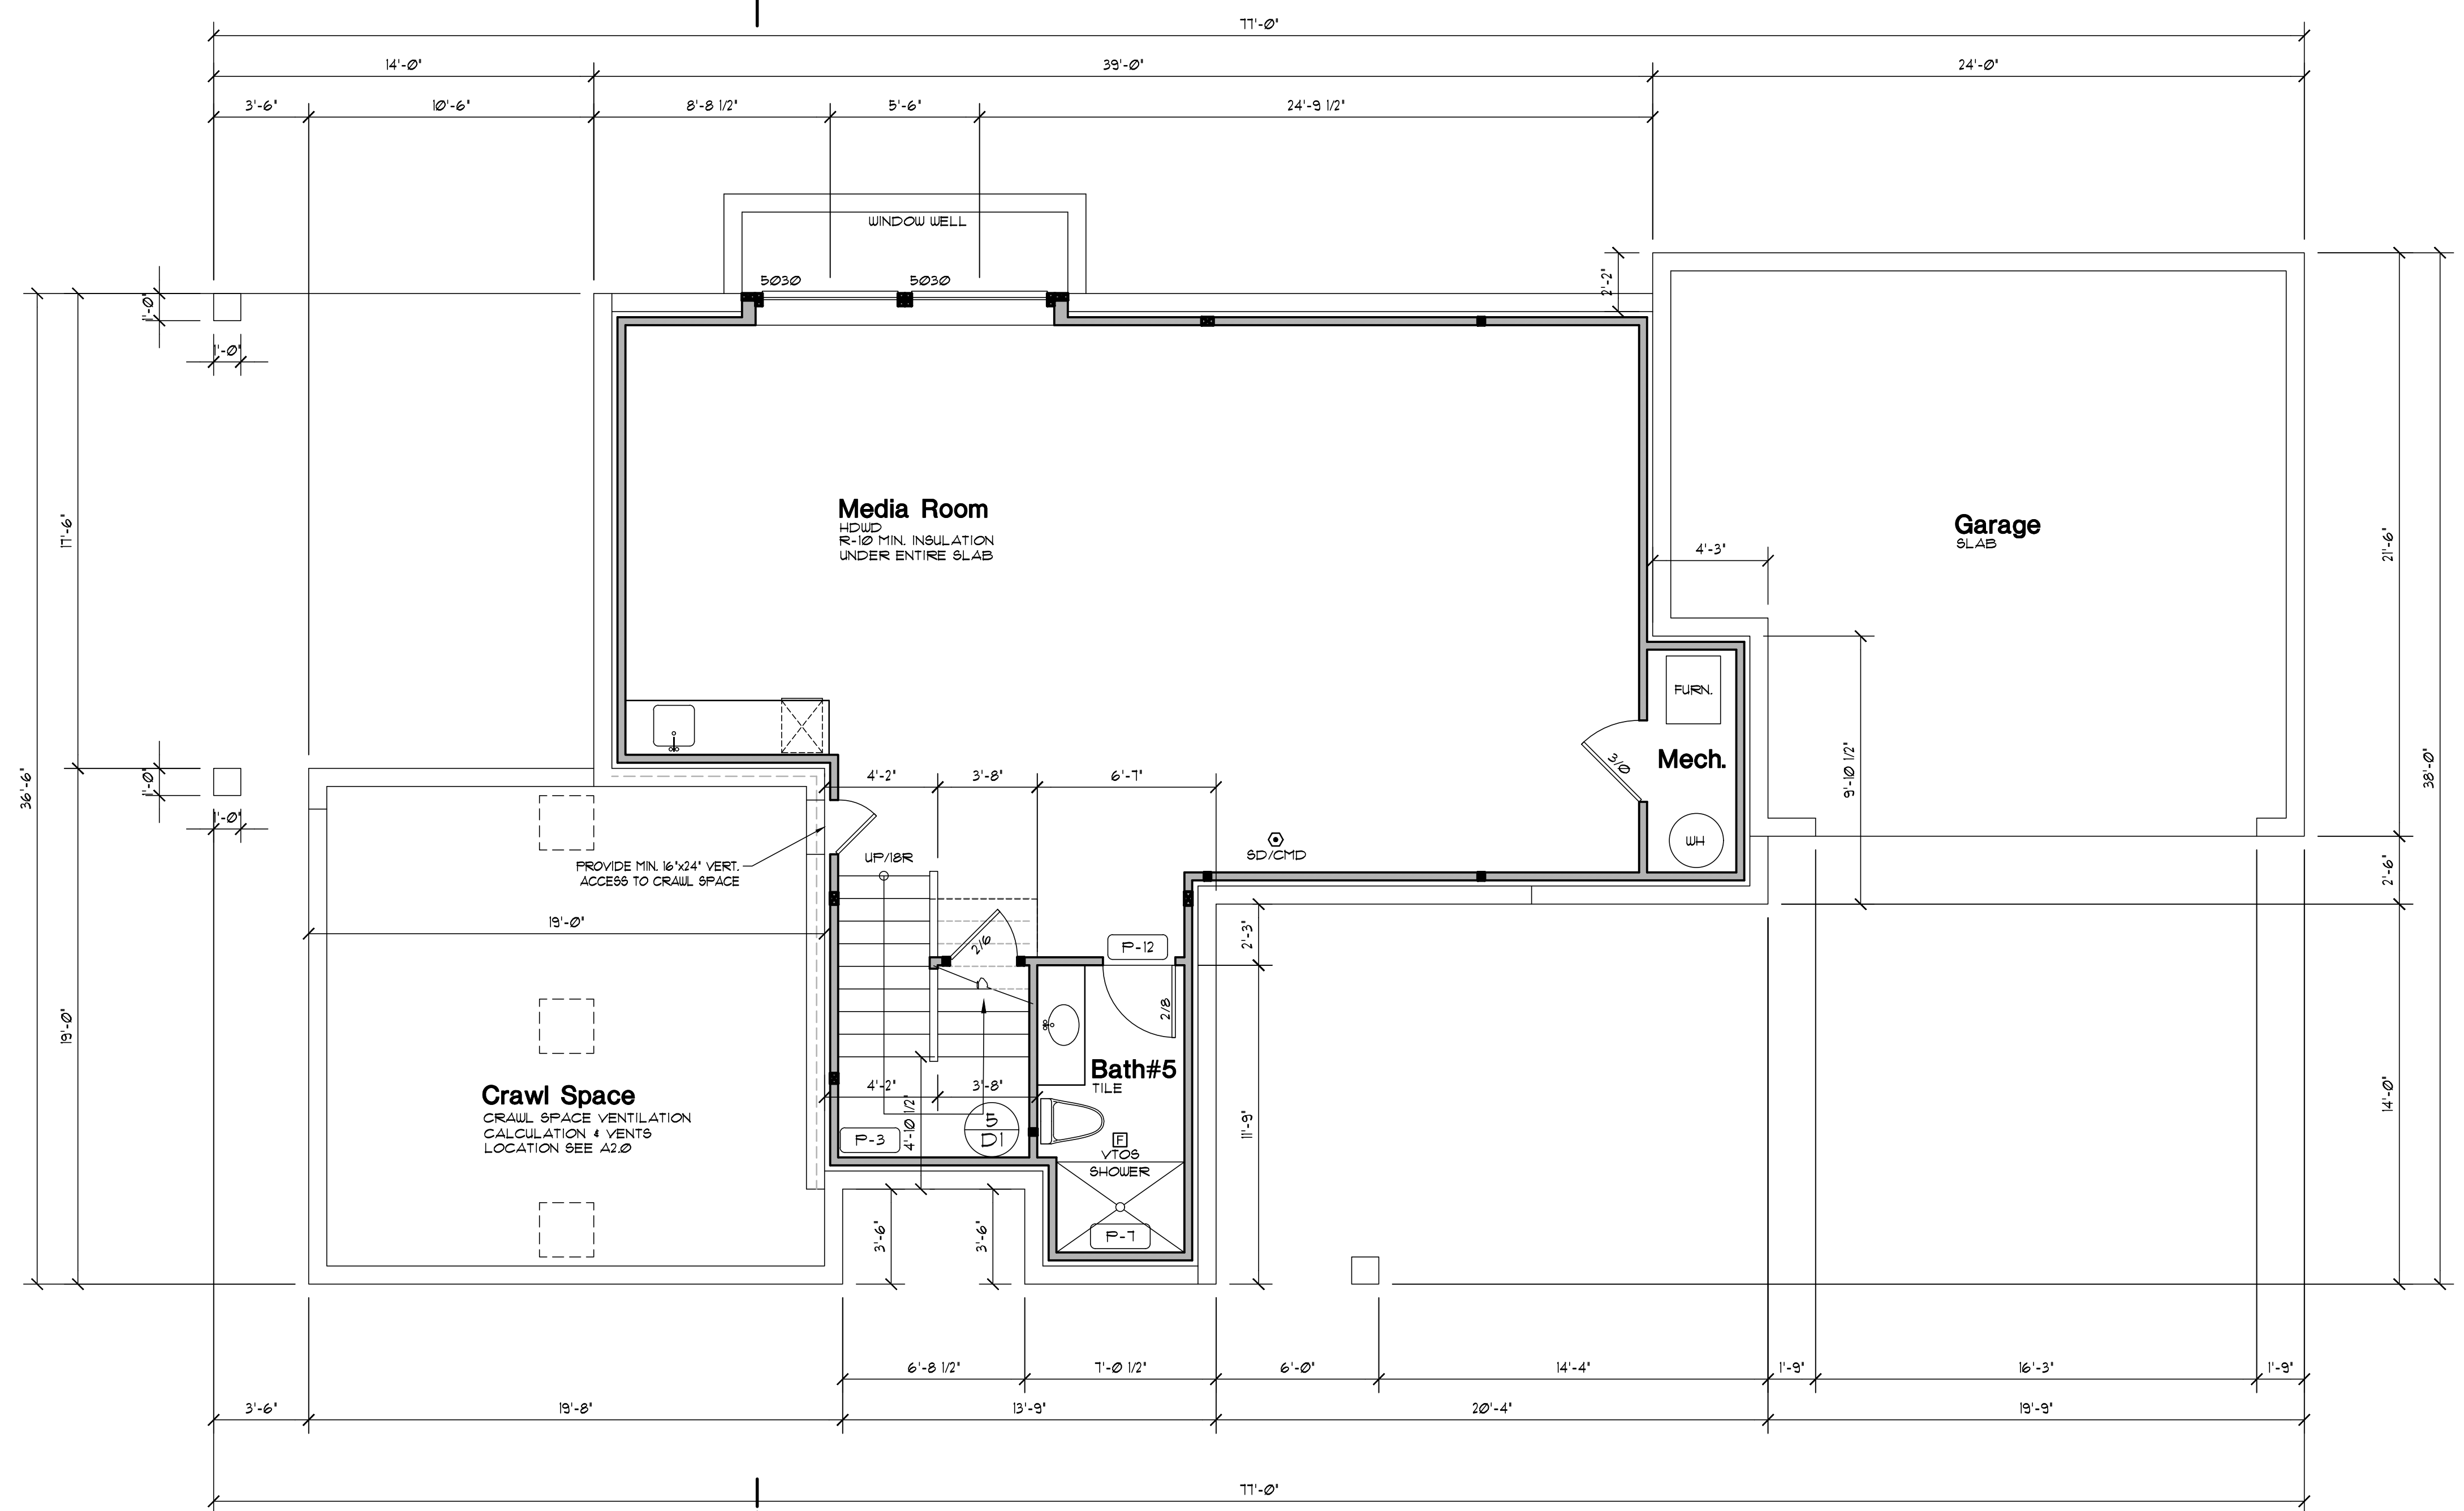 77'-0"
14'-0"
39'-0"
24'-0"
3'-6"
10'-6"
8'-8 1/2"
5'-6"
24'-9 1/2"
WINDOW WELL
5030
5030
2'-2"
1'-0"
1'-0"
Media Room
HDWD
R-10 MIN. INSULATION
UNDER ENTIRE SLAB
Garage
SLAB
17'-6"
21'-6"
4'-3"
FURN.
Mech.
3/0
WH
9'-10 1/2"
36'-6"
38'-0"
1'-0"
1'-0"
4'-2"
3'-8"
6'-7"
PROVIDE MIN. 16"x24" VERT.
ACCESS TO CRAWL SPACE
UP/18R
SD/CMD
2'-6"
19'-0"
2/6
P-12
2'-3"
19'-0"
2/8
Bath#5
TILE
4'-2"
3'-8"
Crawl Space
CRAWL SPACE VENTILATION
CALCULATION & VENTS
LOCATION SEE A2.0
P-3
4'-10 1/2"
5
D1
F
VTOS
SHOWER
P-7
11'-9"
14'-0"
3'-6"
3'-6"
6'-8 1/2"
7'-0 1/2"
6'-0"
14'-4"
1'-9"
16'-3"
1'-9"
3'-6"
19'-8"
13'-9"
20'-4"
19'-9"
77'-0"